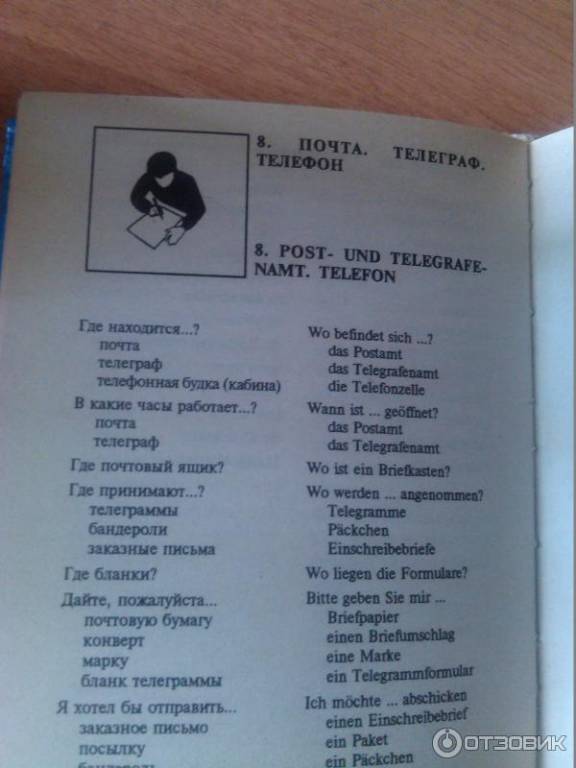 8. ПОЧТА. ТЕЛЕГРАФ.
ТЕЛЕФОН
8. POST- UND TELEGRAFE-
NAMT. TELEFON
Где находится...?
почта
телеграф
телефонная будка (кабина)
В какие часы работает...?
почта
телеграф
Где почтовый ящик?
Где принимают...?
телеграммы
бандероли
заказные письма
Где бланки?
Дайте, пожалуйста...
почтовую бумагу
конверт
марку
бланк телеграммы
Я хотел бы отправить...
заказное письмо
посылку
бандероль
Wo befindet sich ...?
das Postamt
das Telegrafenamt
die Telefonzelle
Wann ist ... geöffnet?
das Postamt
das Telegrafenamt
Wo ist ein Briefkasten?
Wo werden ... angenommen?
Telegramme
Päckchen
Einschreibebriefe
Wo liegen die Formulare?
Bitte geben Sie mir ...
Briefpapier
einen Briefumschlag
eine Marke
ein Telegrammformular
Ich möchte ... abschicken
einen Einschreibebrief
ein Paket
ein Päckchen
ОТЗОВИК